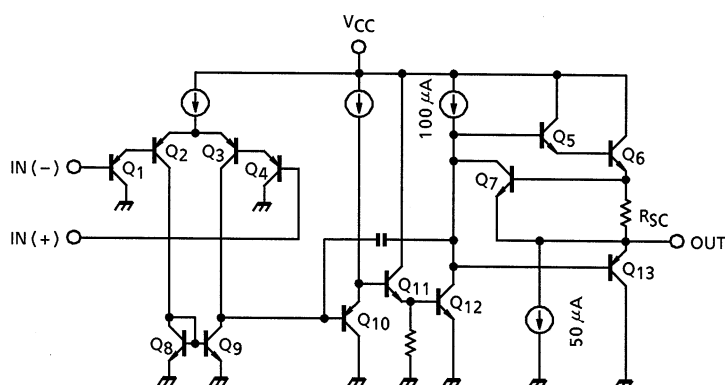 VCC
100 μA
Q5
Q6
IN (−)
Q1
Q2
Q3
Q4
Q7
RSC
IN (+)
OUT
Q13
Q11
Q12
Q10
50 μA
Q8
Q9